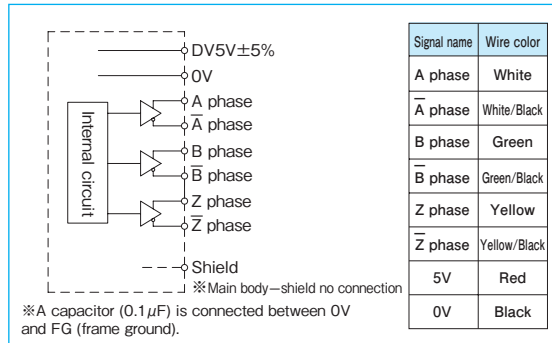 DV5V±5%
0V
A phase
A̅ phase
B phase
B̅ phase
Z phase
Z̅ phase
Internal circuit
Shield
※Main body—shield no connection
※A capacitor (0.1μF) is connected between 0V
and FG (frame ground).
Signal name Wire color
A phase White
A̅ phase White/Black
B phase Green
B̅ phase Green/Black
Z phase Yellow
Z̅ phase Yellow/Black
5V Red
0V Black